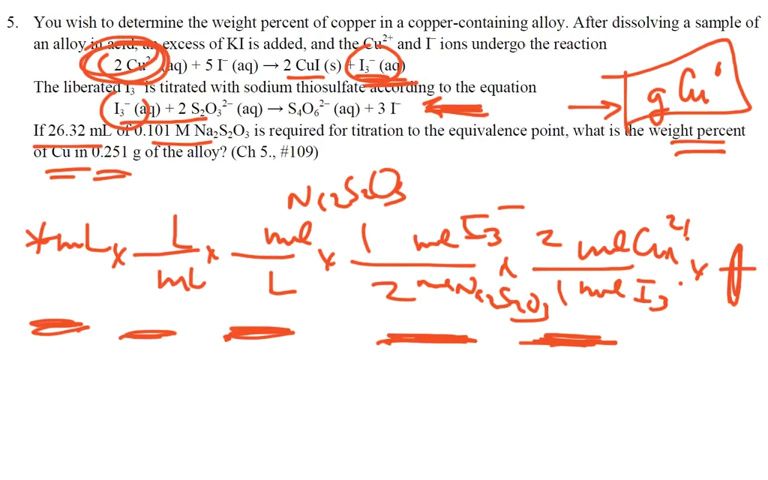 5. You wish to determine the weight percent of copper in a copper-containing alloy. After dissolving a sample of
an alloy in acid, an excess of KI is added, and the Cu²⁺ and I⁻ ions undergo the reaction
2 Cu²⁺ (aq) + 5 I⁻ (aq) → 2 CuI (s) + I₃⁻ (aq)
The liberated I₃⁻ is titrated with sodium thiosulfate according to the equation
I₃⁻ (aq) + 2 S₂O₃²⁻ (aq) → S₄O₆²⁻ (aq) + 3 I⁻
If 26.32 mL of 0.101 M Na₂S₂O₃ is required for titration to the equivalence point, what is the weight percent
of Cu in 0.251 g of the alloy? (Ch 5., #109)
g Cu
Na2S2O3
mL x L x mol x 1 mol I3⁻ x 2 mol Cu²⁺ x
mL L 2 mol Na2S2O3 1 mol I3⁻